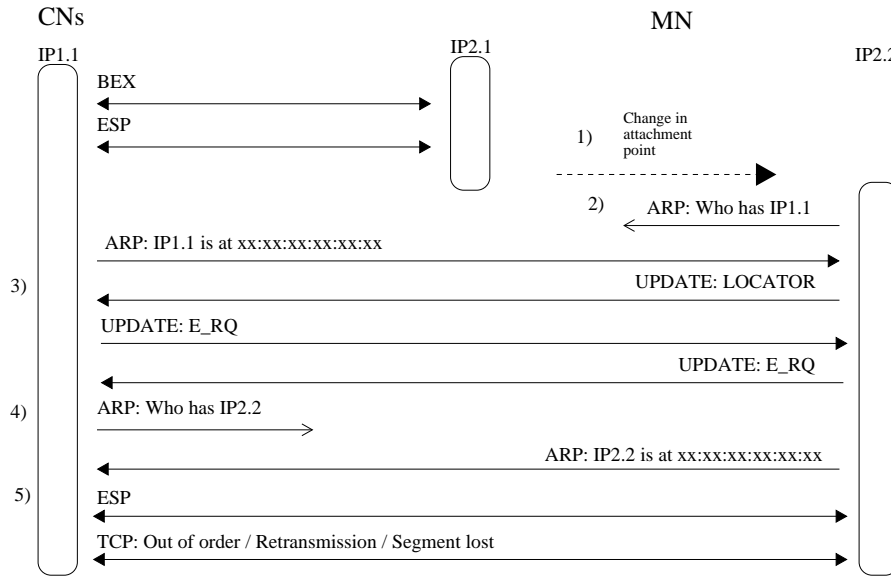 CNs
MN
IP1.1
IP2.1
IP2.2
BEX
ESP
1)
Change in
attachment
point
2)
ARP: Who has IP1.1
ARP: IP1.1 is at xx:xx:xx:xx:xx:xx
3)
UPDATE: LOCATOR
UPDATE: E_RQ
UPDATE: E_RQ
4)
ARP: Who has IP2.2
ARP: IP2.2 is at xx:xx:xx:xx:xx:xx
5)
ESP
TCP: Out of order / Retransmission / Segment lost